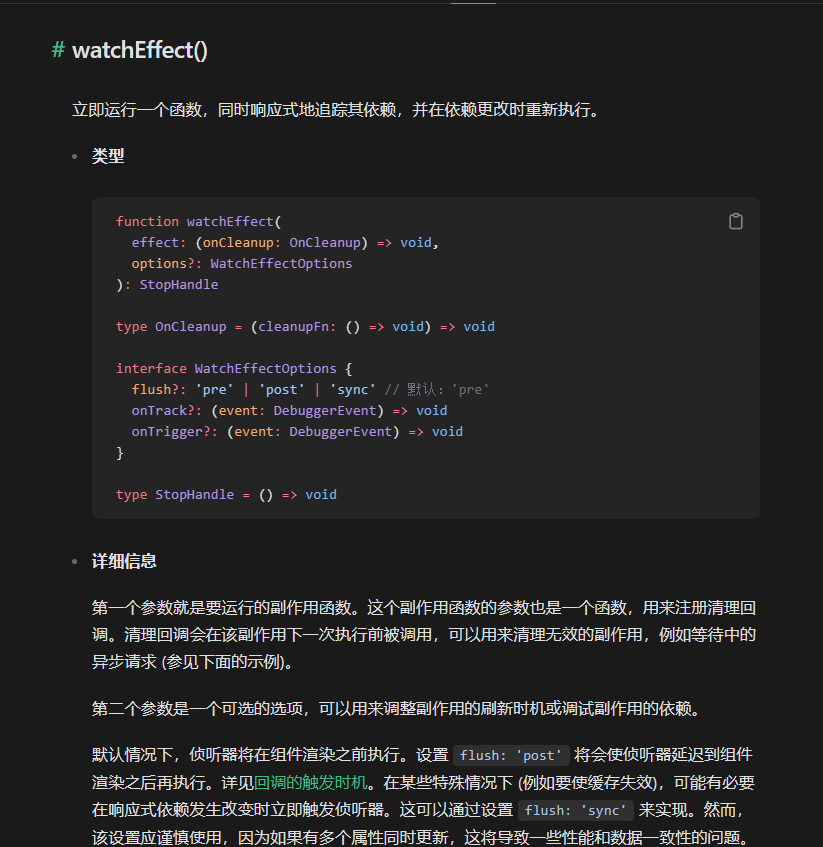 # watchEffect()
立即运行一个函数，同时响应式地追踪其依赖，并在依赖更改时重新执行。
类型
function watchEffect(
effect: (onCleanup: OnCleanup) => void,
options?: WatchEffectOptions
): StopHandle
type OnCleanup = (cleanupFn: () => void) => void
interface WatchEffectOptions {
flush?: 'pre' | 'post' | 'sync' // 默认：'pre'
onTrack?: (event: DebuggerEvent) => void
onTrigger?: (event: DebuggerEvent) => void
}
type StopHandle = () => void
详细信息
第一个参数就是要运行的副作用函数。这个副作用函数的参数也是一个函数，用来注册清理回
调。清理回调会在该副作用下一次执行前被调用，可以用来清理无效的副作用，例如等待中的
异步请求 (参见下面的示例)。
第二个参数是一个可选的选项，可以用来调整副作用的刷新时机或调试副作用的依赖。
默认情况下，侦听器将在组件渲染之前执行。设置 flush: 'post' 将会使侦听器延迟到组件
渲染之后再执行。详见回调的触发时机。在某些特殊情况下 (例如要使缓存失效)，可能有必要
在响应式依赖发生改变时立即触发侦听器。这可以通过设置 flush: 'sync' 来实现。然而，
该设置应谨慎使用，因为如果有多个属性同时更新，这将导致一些性能和数据一致性的问题。